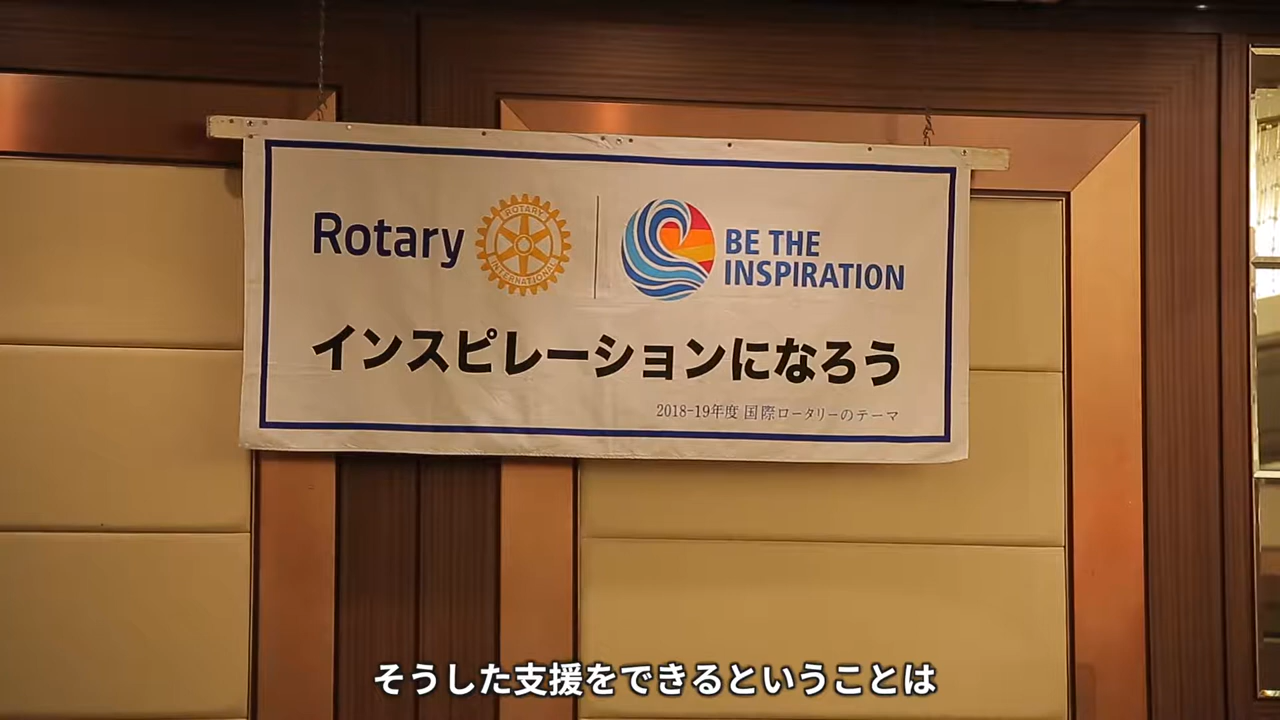 Rotary
ROTARY
INTERNATIONAL
BE THE
INSPIRATION
インスピレーションになろう
2018-19年度 国際ロータリーのテーマ
そうした支援をできるということは